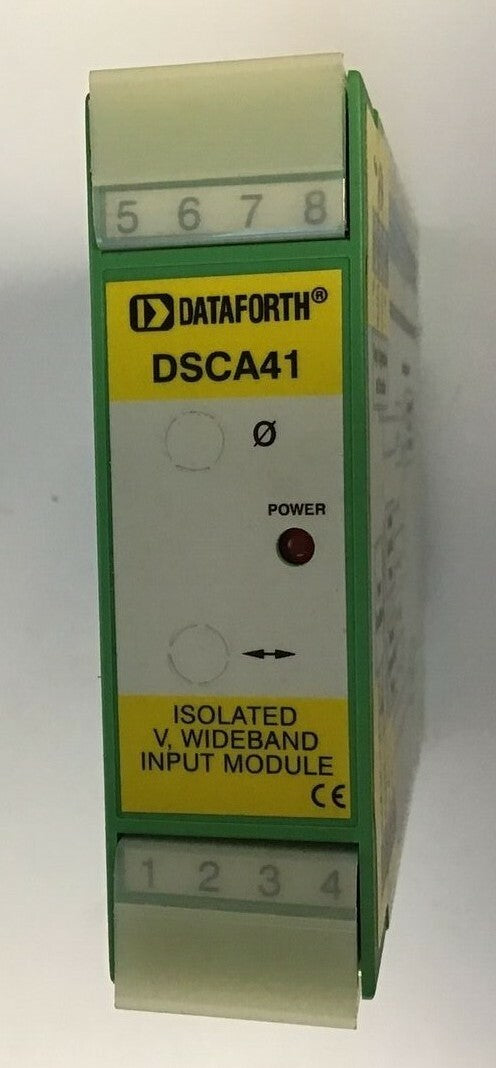 5 6 7 8
DATAFORTH®
DSCA41
Ø
POWER
ISOLATED
V, WIDEBAND
INPUT MODULE
CE
1 2 3 4